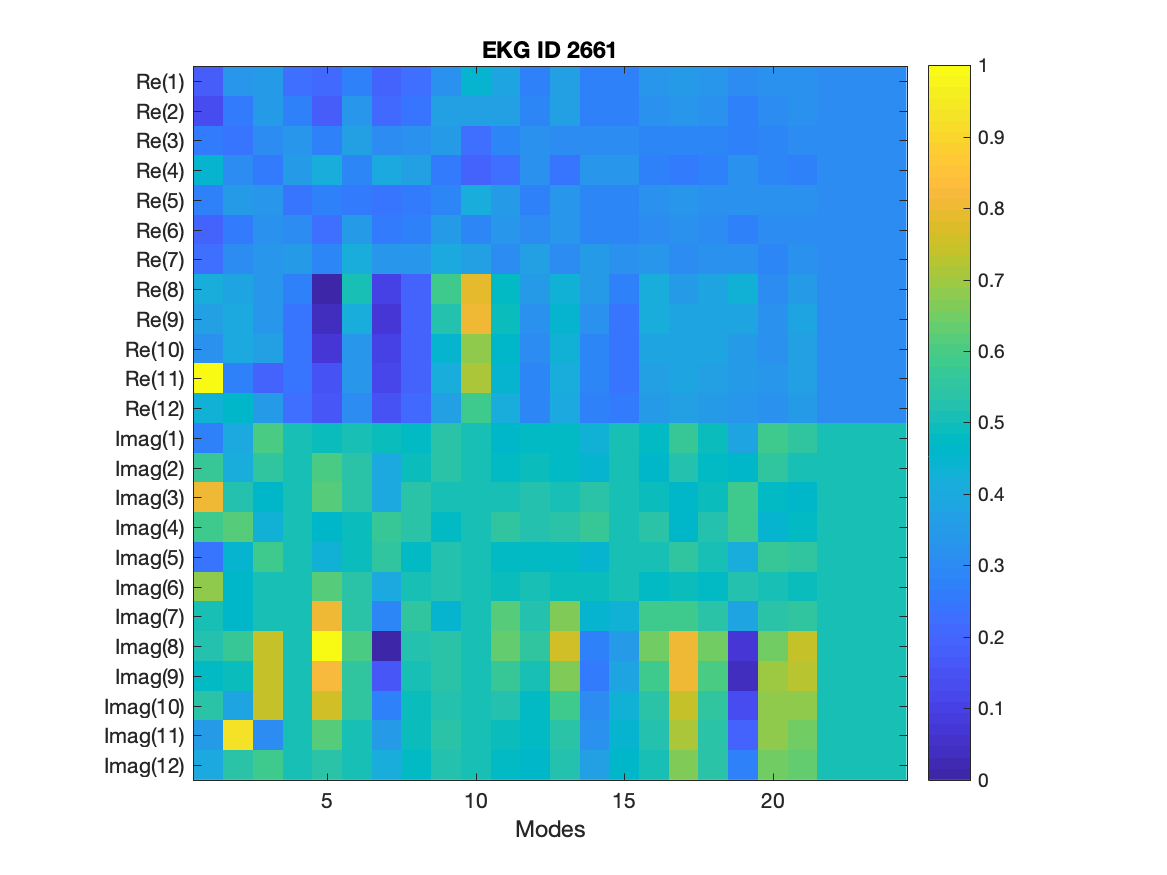 EKG ID 2661
Re(1)
Re(2)
Re(3)
Re(4)
Re(5)
Re(6)
Re(7)
Re(8)
Re(9)
Re(10)
Re(11)
Re(12)
Imag(1)
Imag(2)
Imag(3)
Imag(4)
Imag(5)
Imag(6)
Imag(7)
Imag(8)
Imag(9)
Imag(10)
Imag(11)
Imag(12)
5 10 15 20
Modes
1
0.9
0.8
0.7
0.6
0.5
0.4
0.3
0.2
0.1
0